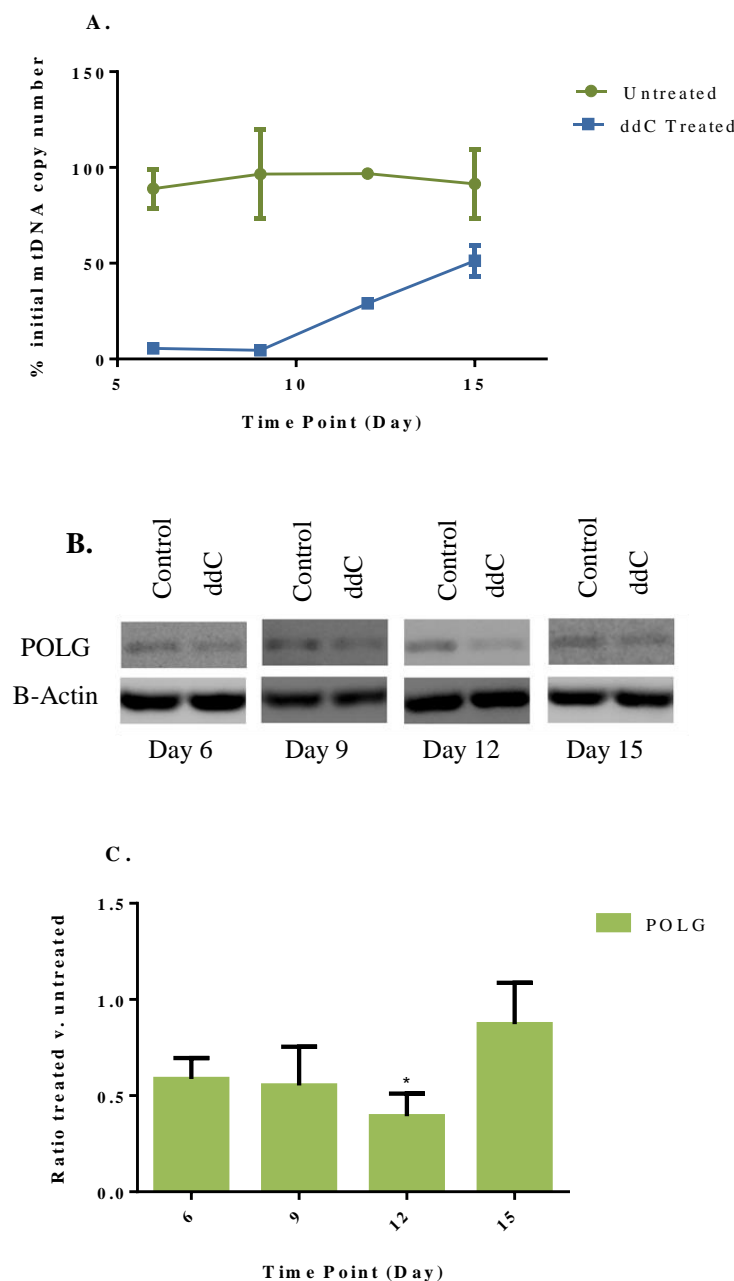 A.
% initial mtDNA copy number
150
100
50
0
5
10
15
Time Point (Day)
Untreated
ddC Treated
B.
Control
ddC
Control
ddC
Control
ddC
Control
ddC
POLG
B-Actin
Day 6
Day 9
Day 12
Day 15
C.
Ratio treated v. untreated
1.5
1.0
0.5
0.0
*
6
9
12
15
Time Point (Day)
POLG